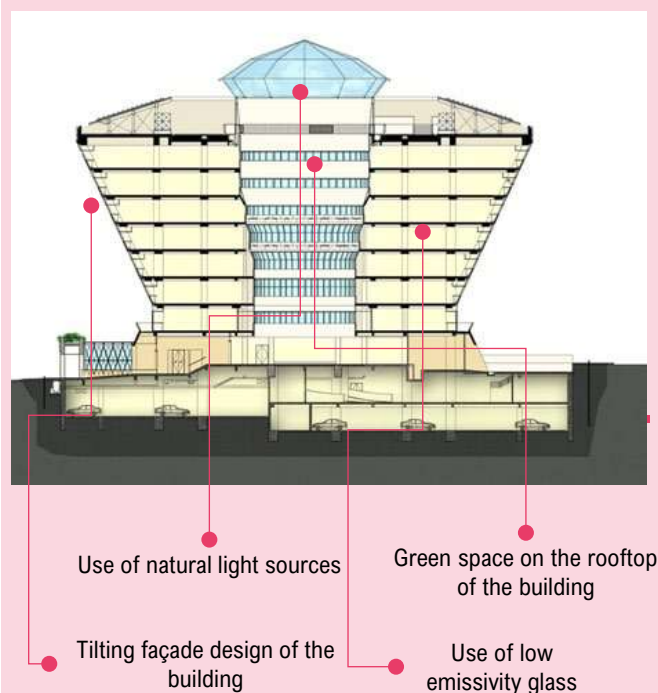 Use of natural light sources
Green space on the rooftop
of the building
Tilting façade design of the
building
Use of low
emissivity glass